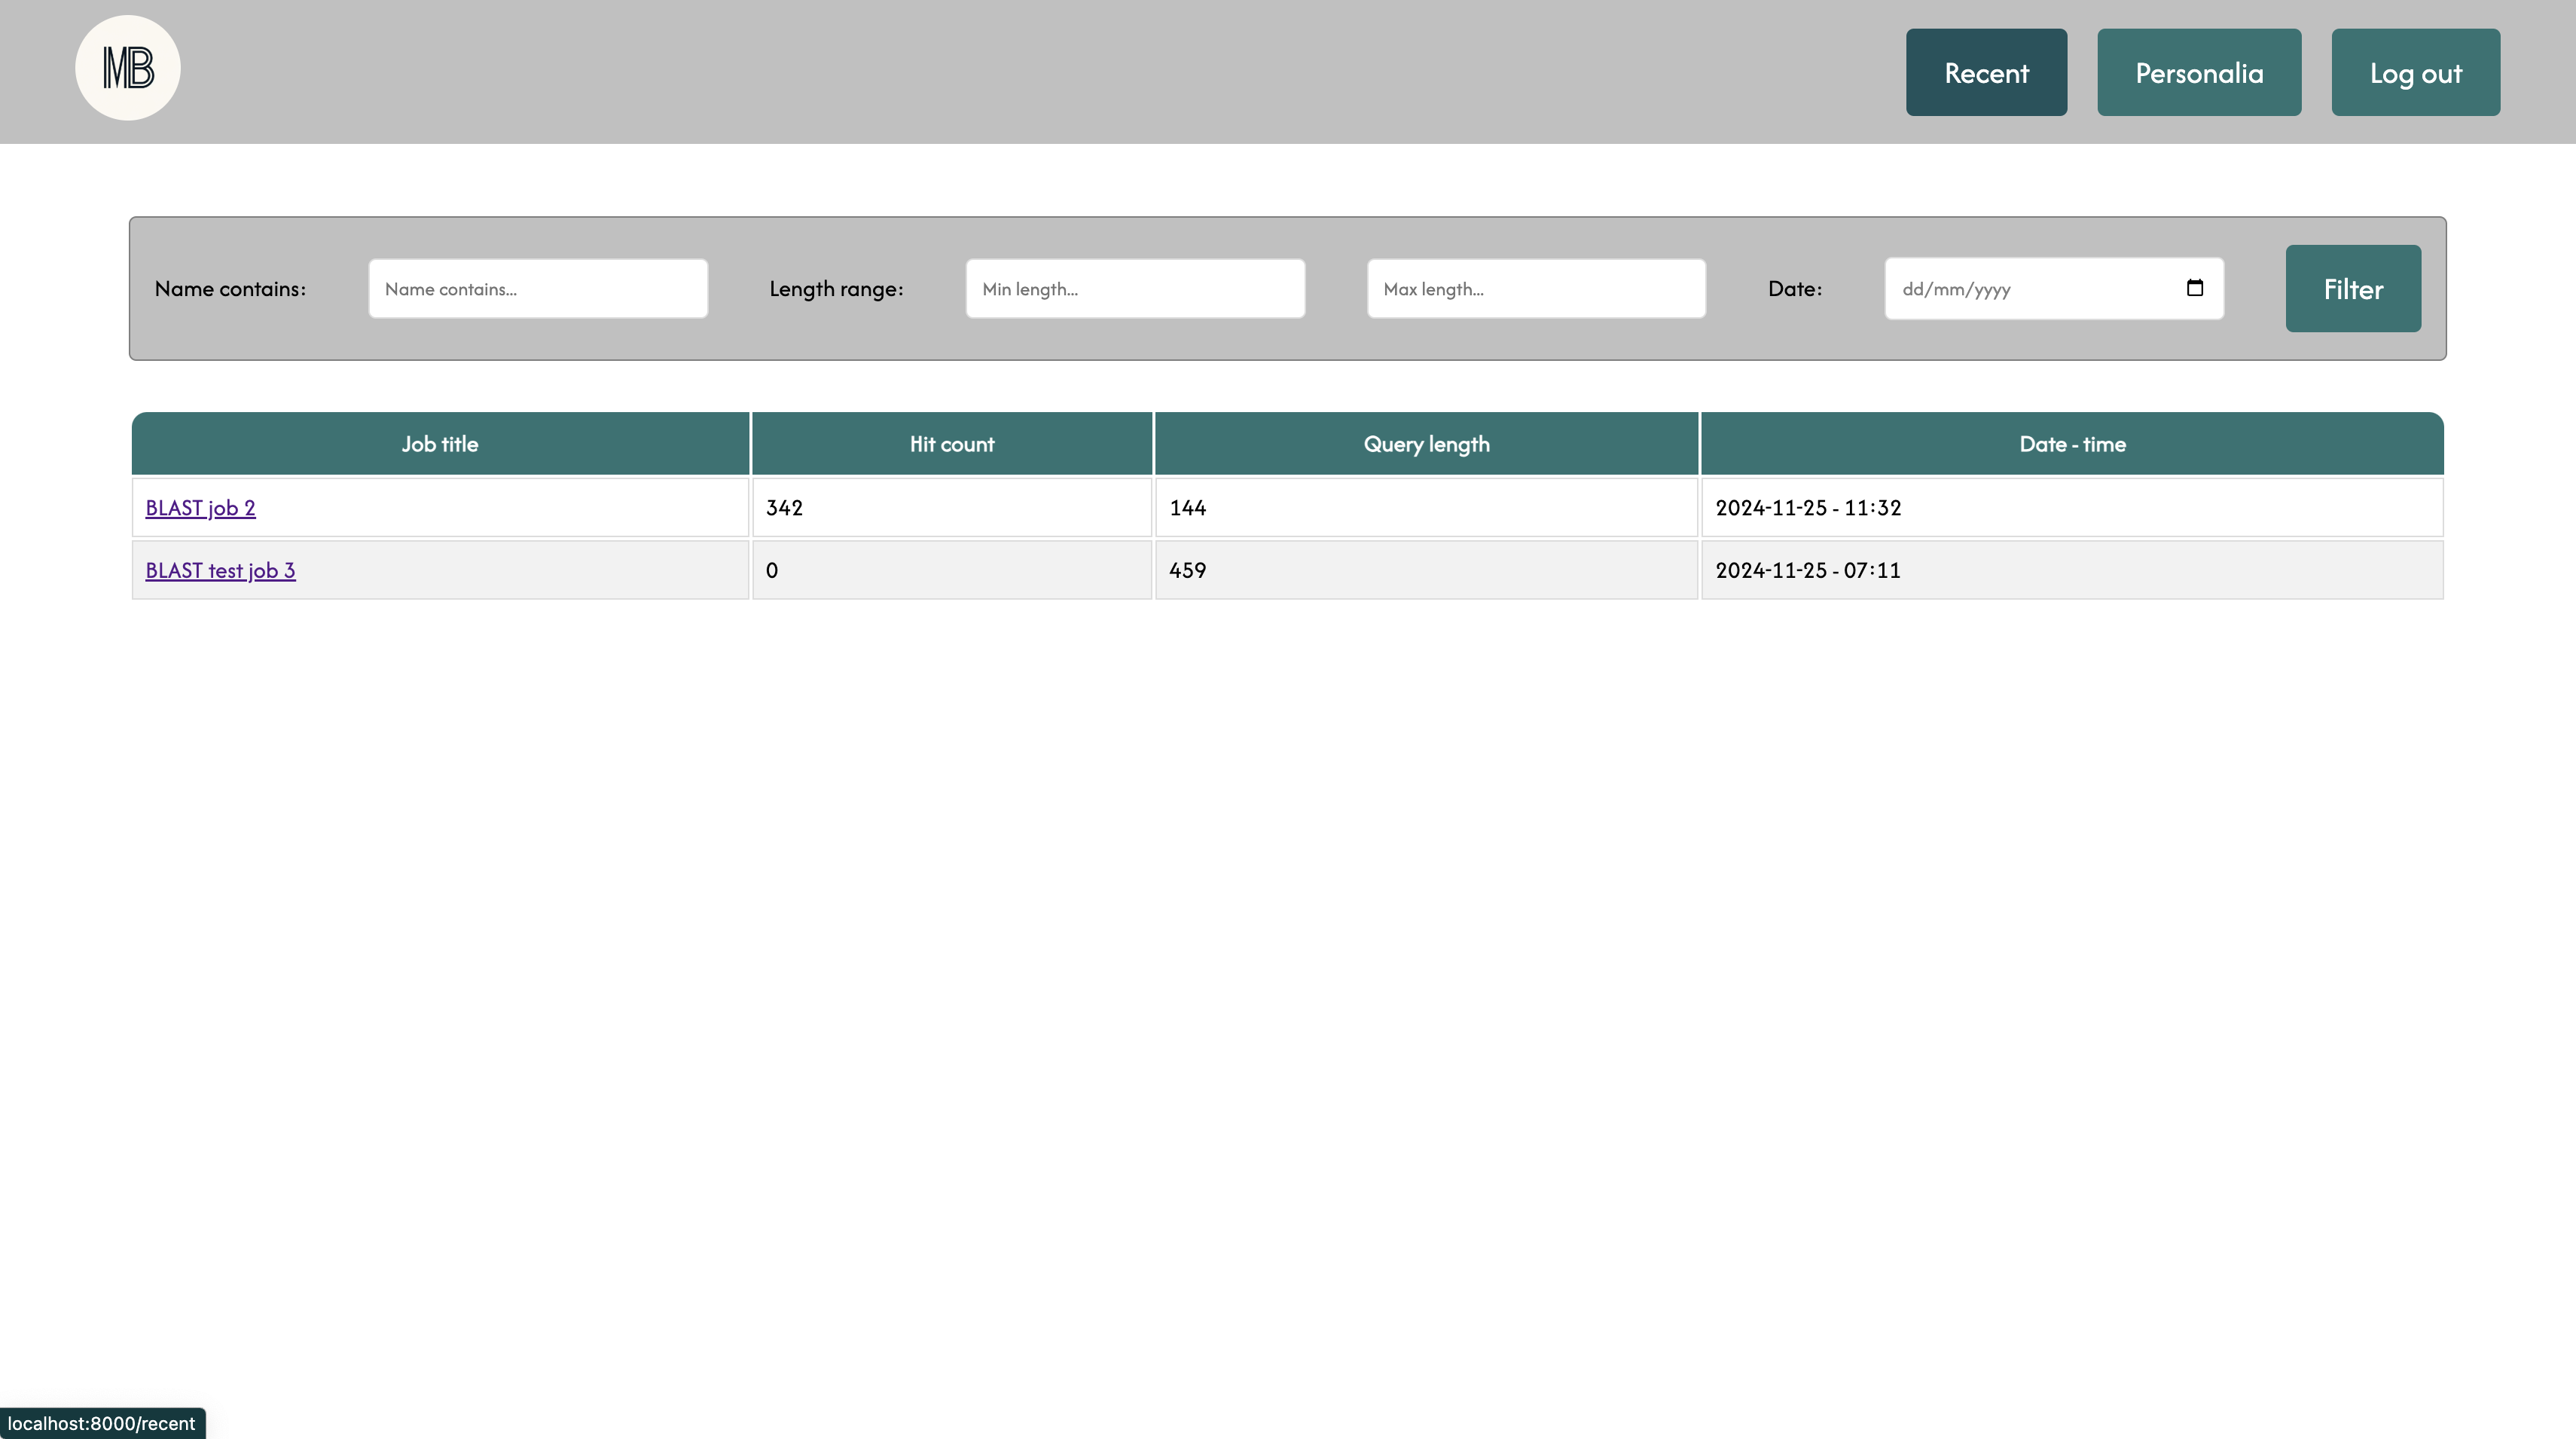 MB
Recent Personalia Log out
Name contains: Name contains... Length range: Min length... Max length... Date: dd/mm/yyyy Filter
Job title Hit count Query length Date - time
BLAST job 2 342 144 2024-11-25 - 11:32
BLAST test job 3 0 459 2024-11-25 - 07:11
localhost:8000/recent